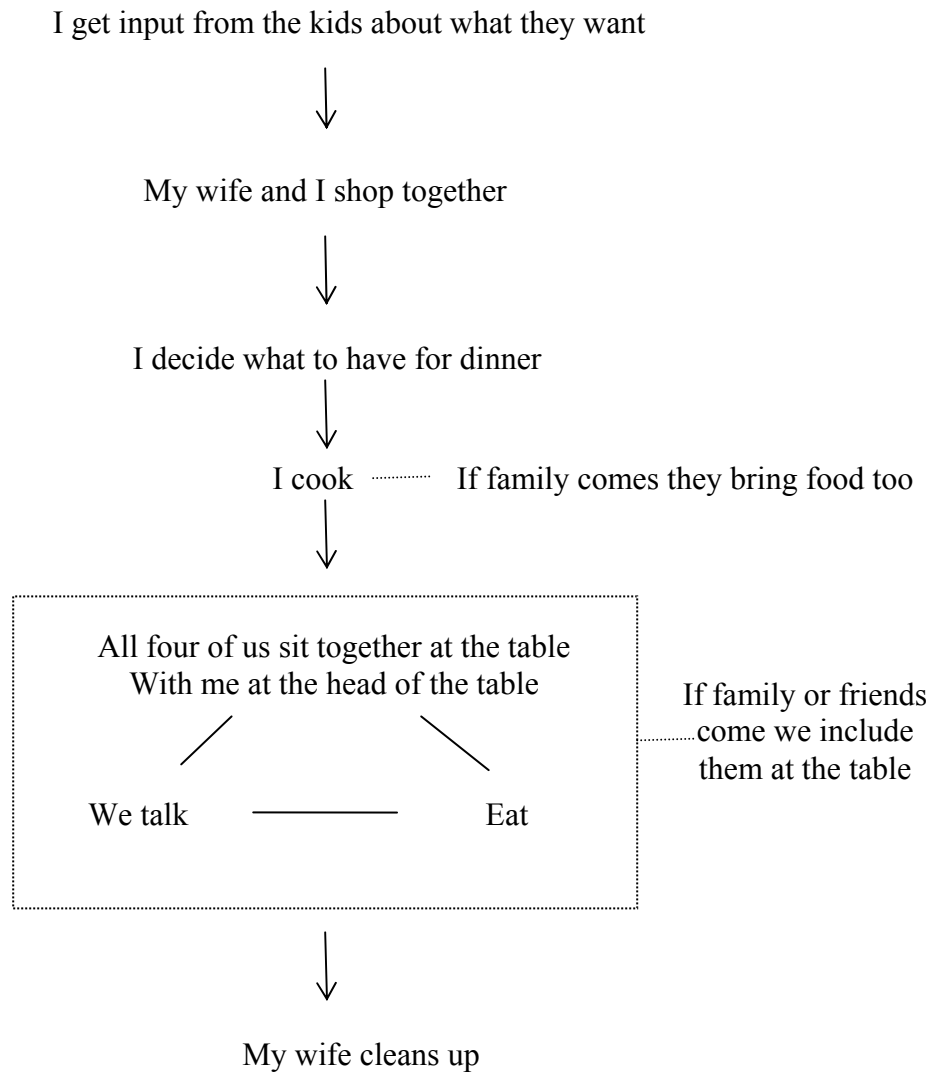 I get input from the kids about what they want
My wife and I shop together
I decide what to have for dinner
I cook
If family comes they bring food too
All four of us sit together at the table
With me at the head of the table
If family or friends
come we include
them at the table
We talk
Eat
My wife cleans up